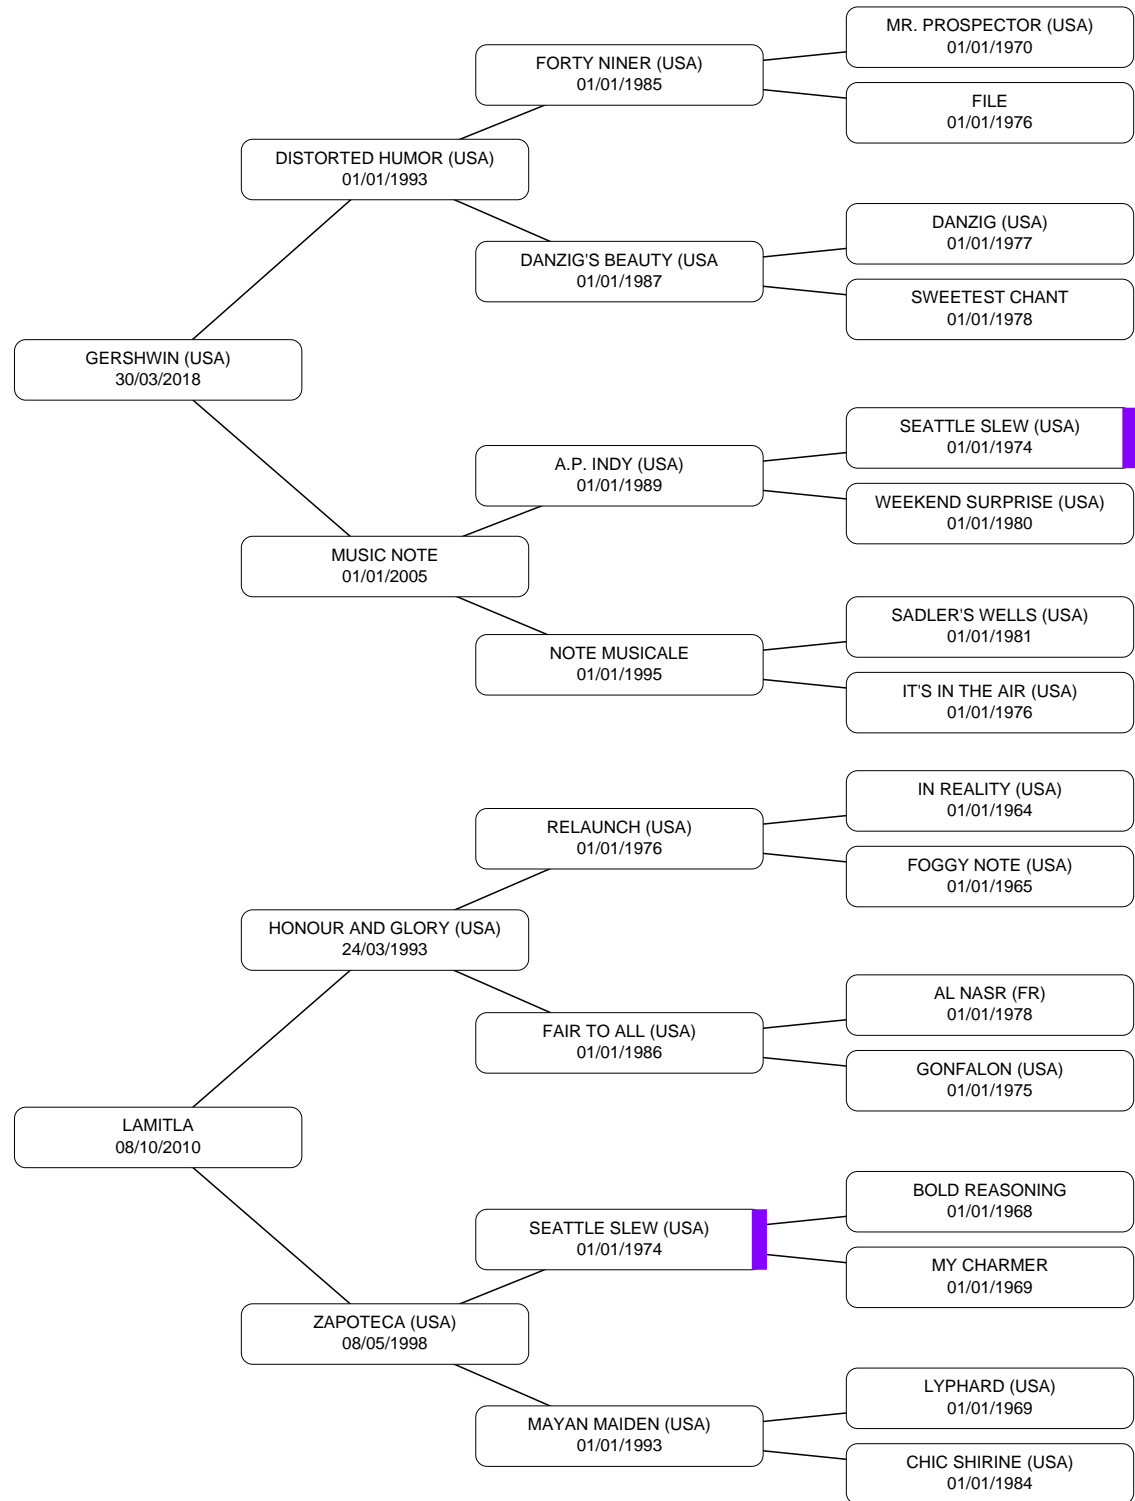 MR. PROSPECTOR (USA)
01/01/1970
FORTY NINER (USA)
01/01/1985
FILE
01/01/1976
DISTORTED HUMOR (USA)
01/01/1993
DANZIG (USA)
01/01/1977
DANZIG'S BEAUTY (USA
01/01/1987
SWEETEST CHANT
01/01/1978
GERSHWIN (USA)
30/03/2018
SEATTLE SLEW (USA)
01/01/1974
A.P. INDY (USA)
01/01/1989
WEEKEND SURPRISE (USA)
01/01/1980
MUSIC NOTE
01/01/2005
SADLER'S WELLS (USA)
01/01/1981
NOTE MUSICALE
01/01/1995
IT'S IN THE AIR (USA)
01/01/1976
IN REALITY (USA)
01/01/1964
RELAUNCH (USA)
01/01/1976
FOGGY NOTE (USA)
01/01/1965
HONOUR AND GLORY (USA)
24/03/1993
AL NASR (FR)
01/01/1978
FAIR TO ALL (USA)
01/01/1986
GONFALON (USA)
01/01/1975
LAMITLA
08/10/2010
BOLD REASONING
01/01/1968
SEATTLE SLEW (USA)
01/01/1974
MY CHARMER
01/01/1969
ZAPOTECA (USA)
08/05/1998
LYPHARD (USA)
01/01/1969
MAYAN MAIDEN (USA)
01/01/1993
CHIC SHIRINE (USA)
01/01/1984